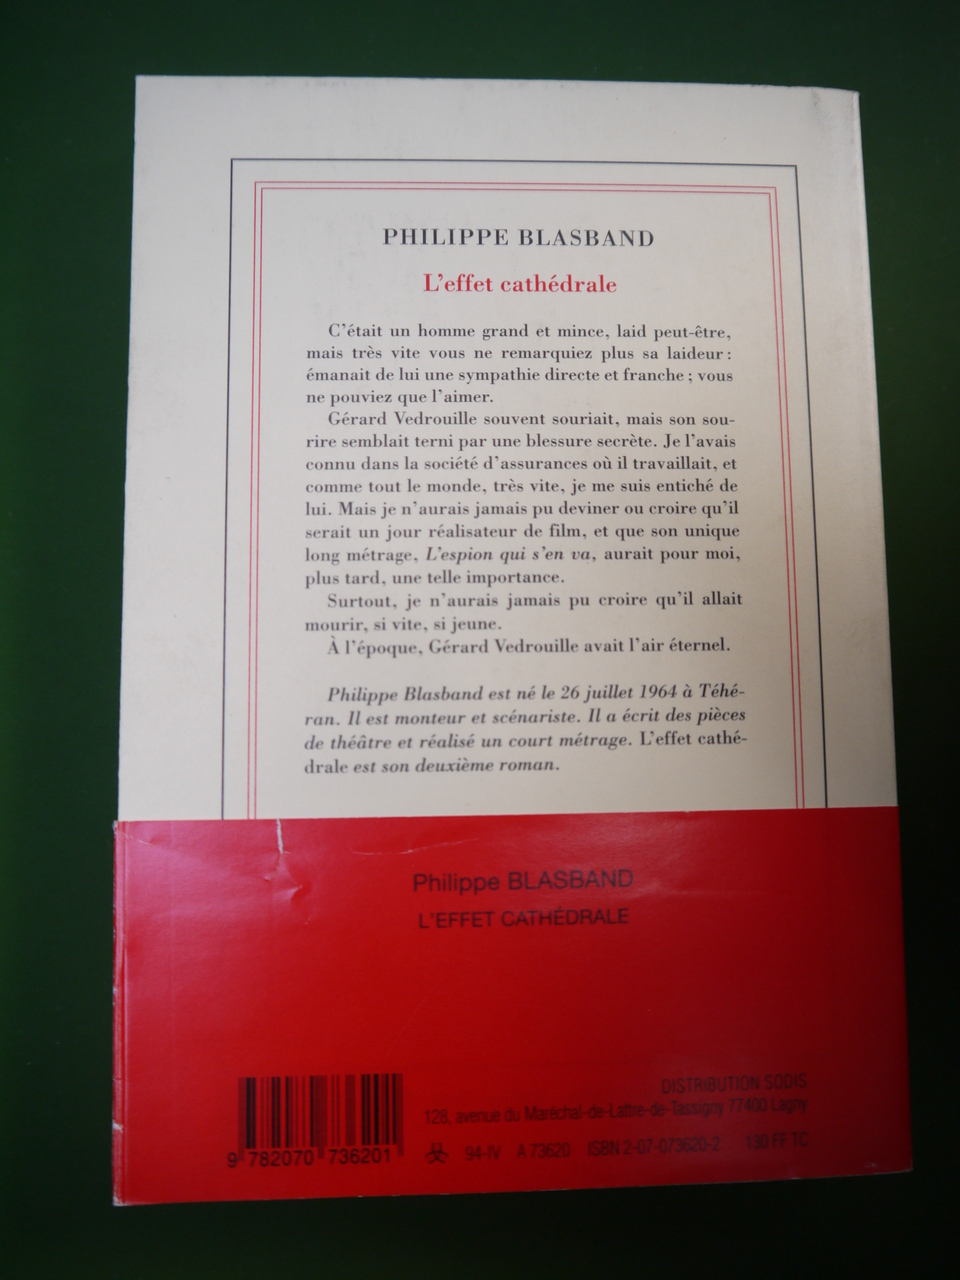 PHILIPPE BLASBAND
L'effet cathédrale
C'était un homme grand et mince, laid peut-être,
mais très vite vous ne remarquiez plus sa laideur :
émanait de lui une sympathie directe et franche ; vous
ne pouviez que l'aimer.
Gérard Vedrouille souvent souriait, mais son sou-
rire semblait terni par une blessure secrète. Je l'avais
connu dans la société d'assurances où il travaillait, et
comme tout le monde, très vite, je me suis entiché de
lui. Mais je n'aurais jamais pu deviner ou croire qu'il
serait un jour réalisateur de film, et que son unique
long métrage, L'espion qui s'en va, aurait pour moi,
plus tard, une telle importance.
Surtout, je n'aurais jamais pu croire qu'il allait
mourir, si vite, si jeune.
À l'époque, Gérard Vedrouille avait l'air éternel.
Philippe Blasband est né le 26 juillet 1964 à Téhé-
ran. Il est monteur et scénariste. Il a écrit des pièces
de théâtre et réalisé un court métrage. L'effet cathé-
drale est son deuxième roman.
Philippe BLASBAND
L'EFFET CATHÉDRALE
DISTRIBUTION SODIS
128, avenue du Maréchal-de-Lattre-de-Tassigny 77400 Lagny
9 782070 736201 94-IV A 73620 ISBN 2-07-073620-2 130 FF TC